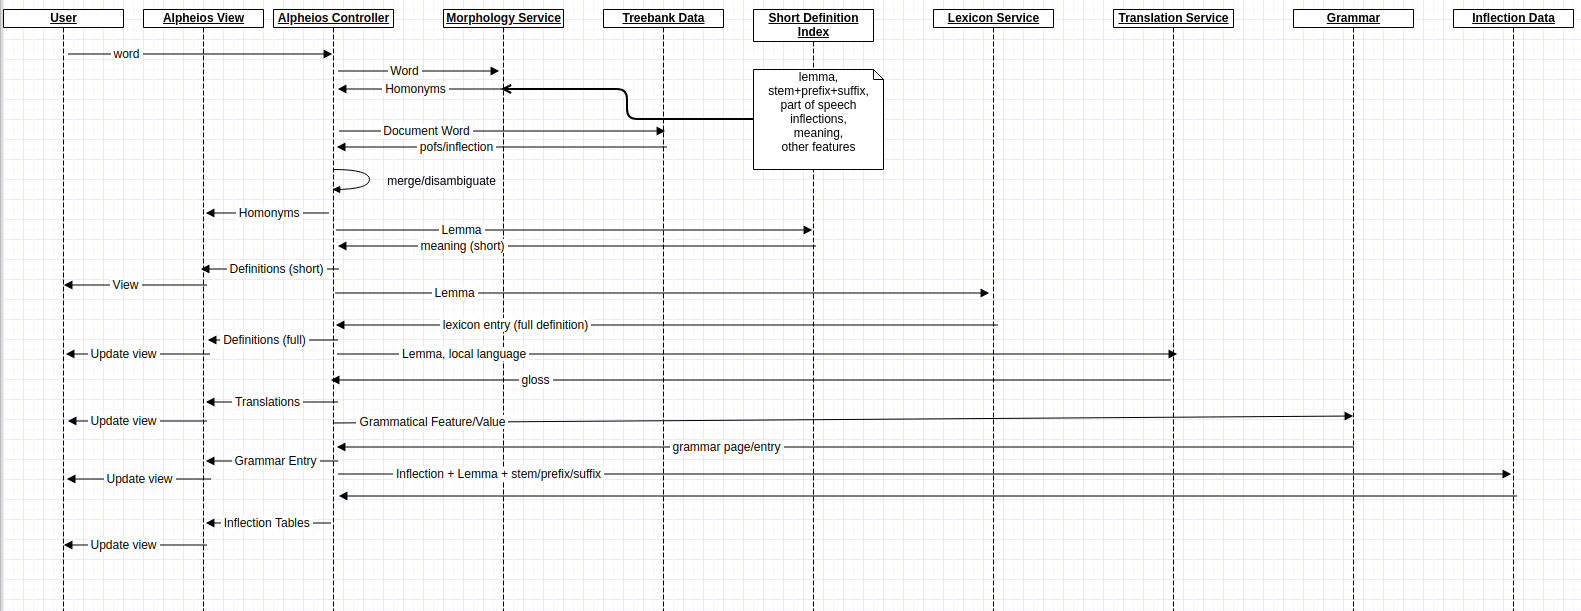 User
Alpheios View
Alpheios Controller
Morphology Service
Treebank Data
Short Definition
Index
Lexicon Service
Translation Service
Grammar
Inflection Data
word
Word
Homonyms
lemma,
stem+prefix+suffix,
part of speech
inflections,
meaning,
other features
Document Word
pofs/inflection
merge/disambiguate
Homonyms
Lemma
meaning (short)
Definitions (short)
View
Lemma
lexicon entry (full definition)
Definitions (full)
Update view
Lemma, local language
gloss
Translations
Update view
Grammatical Feature/Value
grammar page/entry
Grammar Entry
Update view
Inflection + Lemma + stem/prefix/suffix
Inflection Tables
Update view